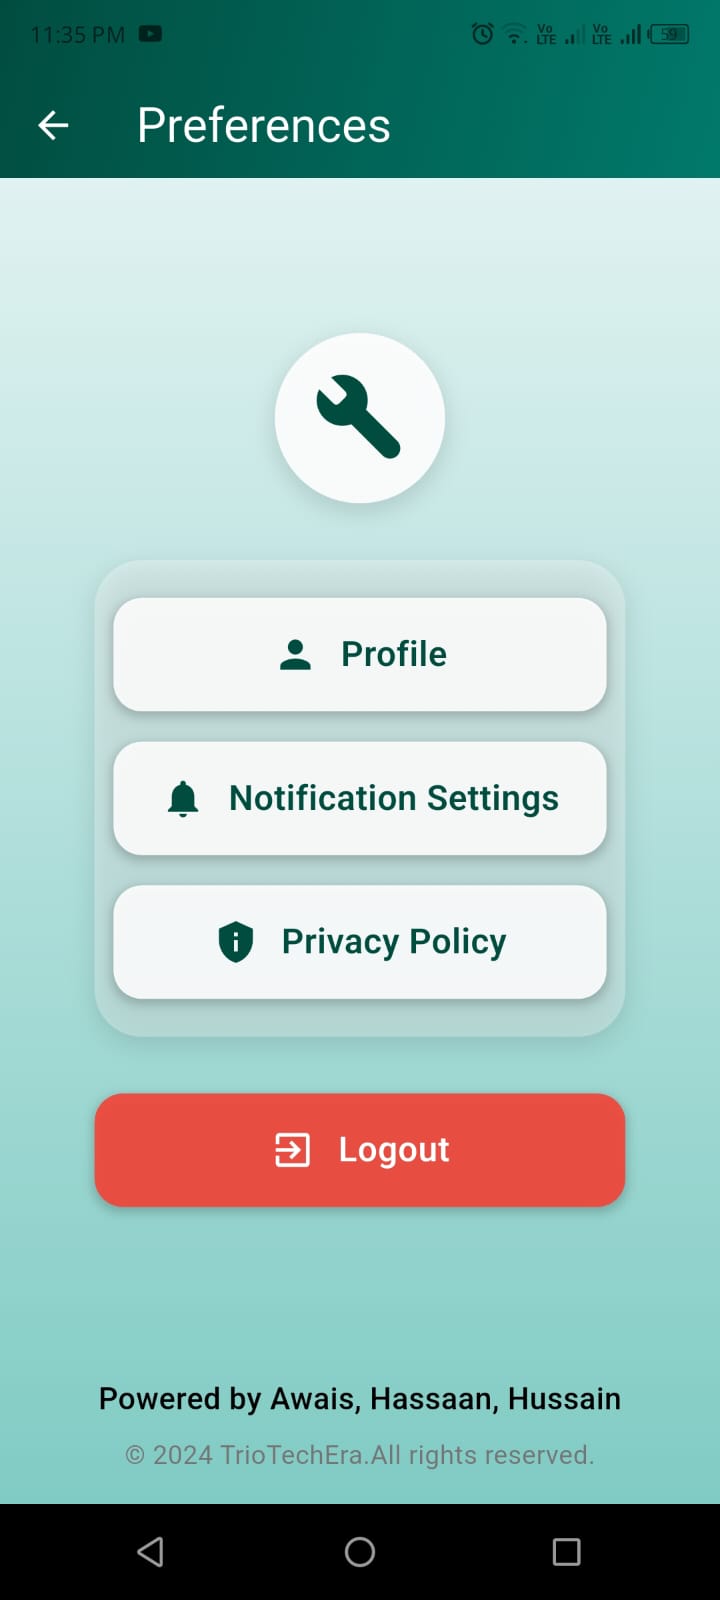 11:35 PM Vo LTE Vo LTE 59
Preferences
Profile
Notification Settings
Privacy Policy
Logout
Powered by Awais, Hassaan, Hussain
© 2024 TrioTechEra.All rights reserved.